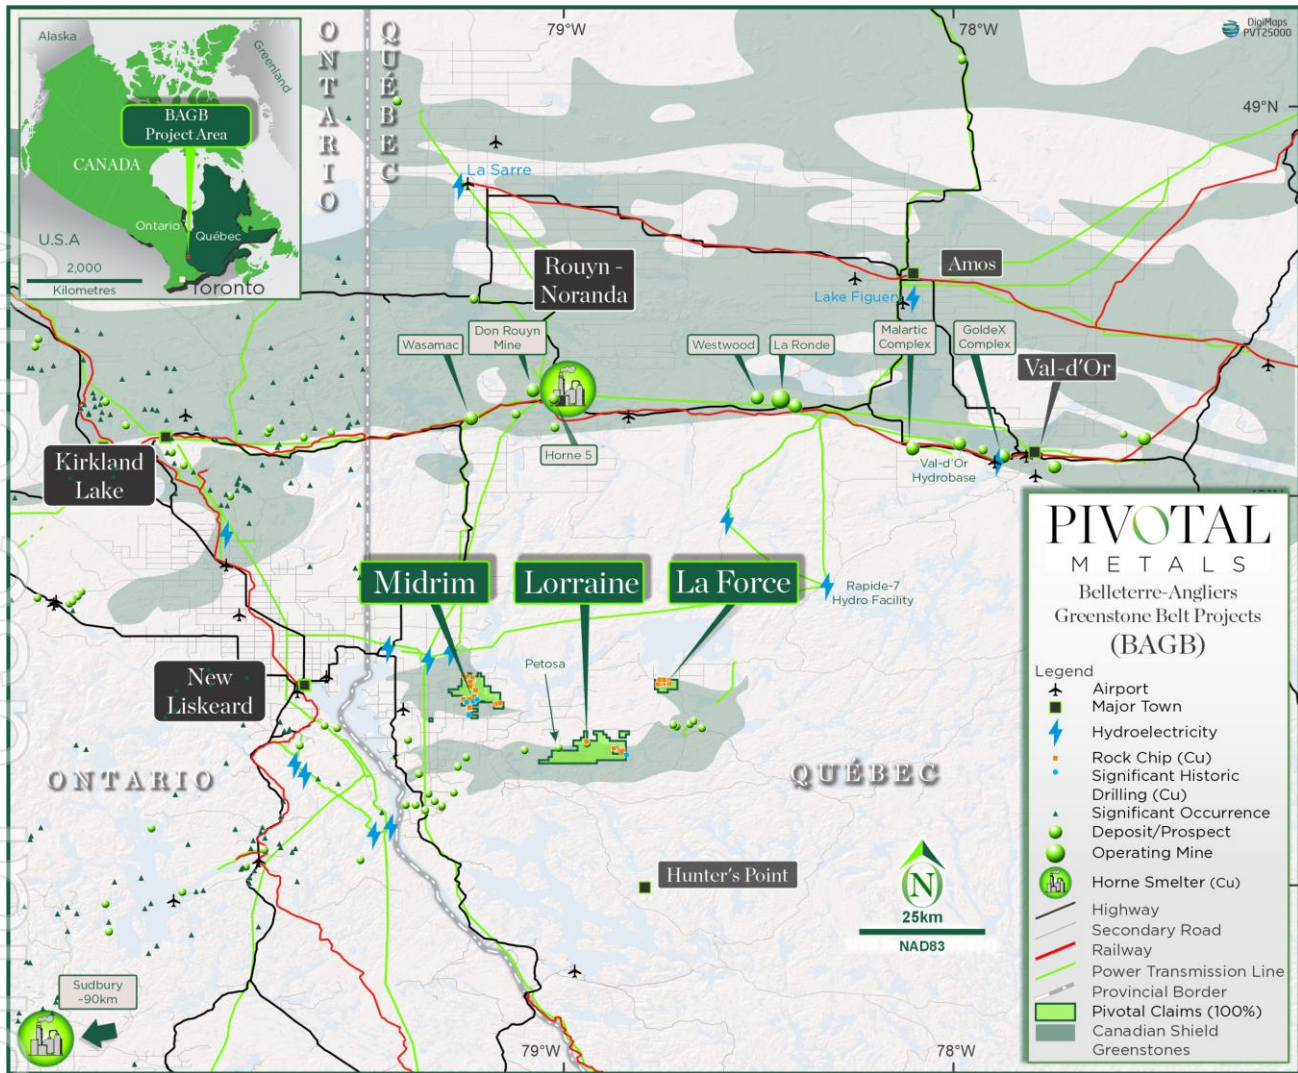 Alaska
Greenland
BAGB
Project Area
CANADA
Ontario
Québec
U.S.A
2,000
Kilometres
Toronto
ONTARIO
QUÉBEC
79°W
78°W
DigiMaps
PVT25000
49°N
La Sarre
Rouyn -
Noranda
Amos
Lake Figuery
Wasamac
Don Rouyn
Mine
Westwood
La Ronde
Malartic
Complex
GoldeX
Complex
Val-d'Or
Horne 5
Val-d'Or
Hydrobase
Kirkland
Lake
Midrim
Lorraine
La Force
Rapide-7
Hydro Facility
New
Liskeard
Petosa
ONTARIO
QUÉBEC
Hunter's Point
N
25km
NAD83
Sudbury
~90km
79°W
78°W
PIVOTAL
METALS
Belleterre-Angliers
Greenstone Belt Projects
(BAGB)
Legend
Airport
Major Town
Hydroelectricity
Rock Chip (Cu)
Significant Historic
Drilling (Cu)
Significant Occurrence
Deposit/Prospect
Operating Mine
Horne Smelter (Cu)
Highway
Secondary Road
Railway
Power Transmission Line
Provincial Border
Pivotal Claims (100%)
Canadian Shield
Greenstones